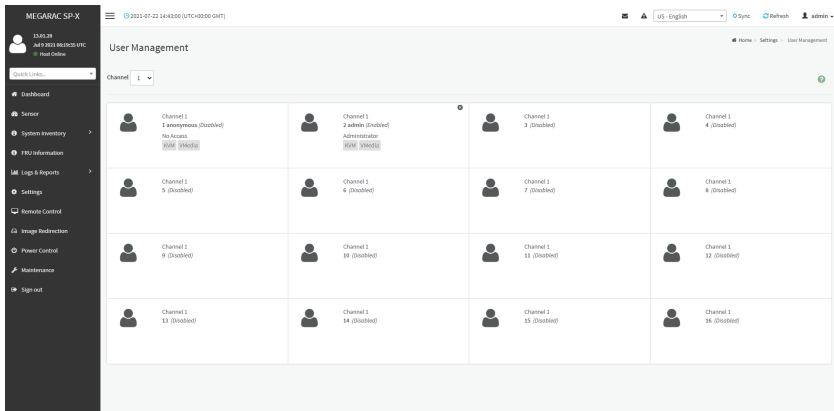 MEGARAC SP-X
2021-07-22 14:43:00 (UTC+00:00 GMT)
US - English
Sync
Refresh
admin
13.01.28
Jul 9 2021 06:19:35 UTC
Host Online
Quick Links...
Dashboard
Sensor
System Inventory
FRU Information
Logs & Reports
Settings
Remote Control
Image Redirection
Power Control
Maintenance
Sign out
User Management
Home > Settings > User Management
Channel 1
Channel 1
1 anonymous (Disabled)
No Access
KVM VMedia
Channel 1
2 admin (Enabled)
Administrator
KVM VMedia
Channel 1
3 (Disabled)
Channel 1
4 (Disabled)
Channel 1
5 (Disabled)
Channel 1
6 (Disabled)
Channel 1
7 (Disabled)
Channel 1
8 (Disabled)
Channel 1
9 (Disabled)
Channel 1
10 (Disabled)
Channel 1
11 (Disabled)
Channel 1
12 (Disabled)
Channel 1
13 (Disabled)
Channel 1
14 (Disabled)
Channel 1
15 (Disabled)
Channel 1
16 (Disabled)